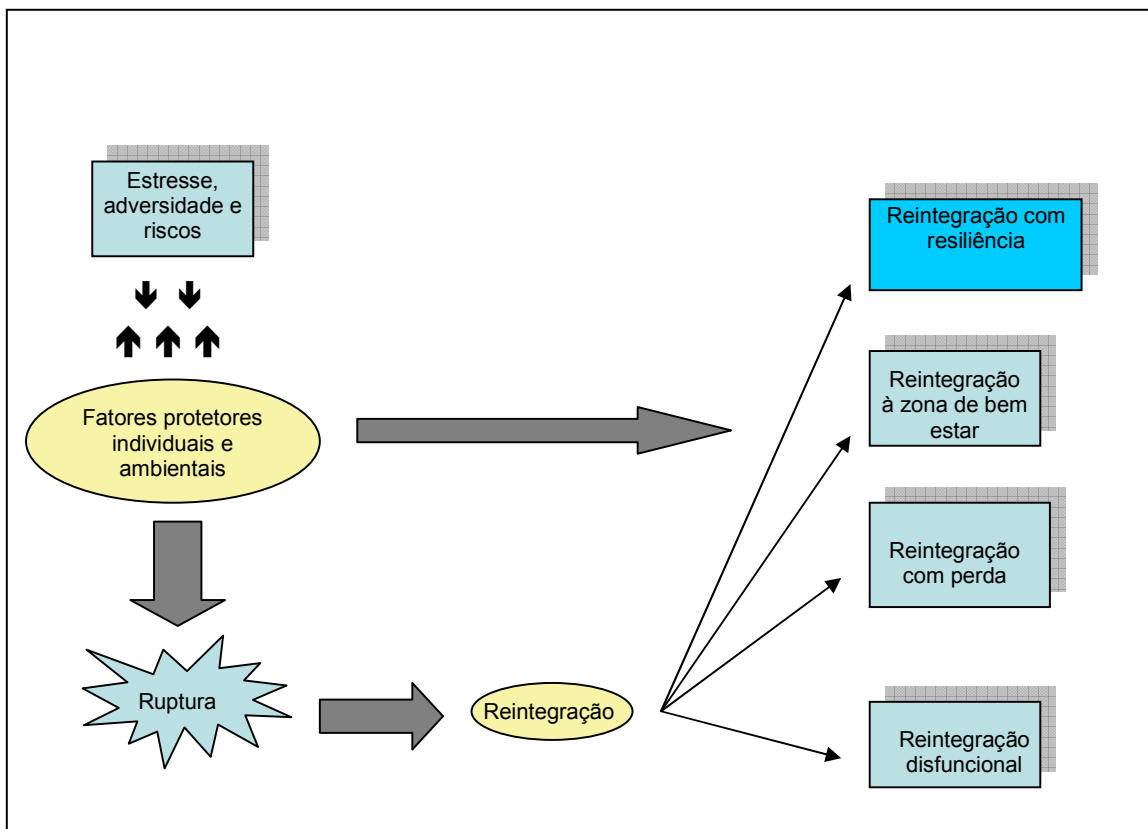 Estresse,
adversidade e
riscos
Fatores protetores
individuais e
ambientais
Ruptura
Reintegração
Reintegração com
resiliência
Reintegração
à zona de bem
estar
Reintegração
com perda
Reintegração
disfuncional